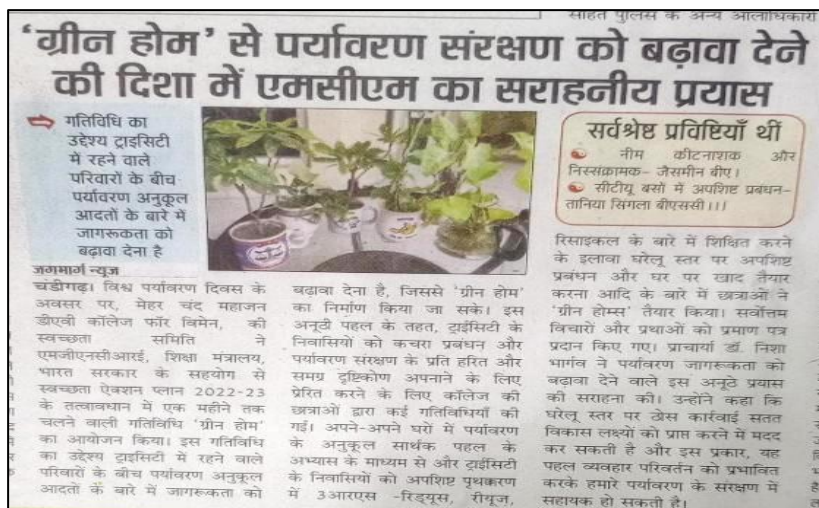 साहत पुलिस के अन्य आलाधिकारी
‘ग्रीन होम’ से पर्यावरण संरक्षण को बढ़ावा देने
की दिशा में एमसीएम का सराहनीय प्रयास
गतिविधि का
उद्देश्य ट्राइसिटी
में रहने वाले
परिवारों के बीच
पर्यावरण अनुकूल
आदतों के बारे में
जागरूकता को
बढ़ावा देना है
सर्वश्रेष्ठ प्रविष्टियाँ थीं
नीम कीटनाशक और
निस्सक्रामक- जैसमीन बीए।
सीटीयू बसों में अपशिष्ट प्रबंधन-
तानिया सिंगला बीएससी।।।
जगमार्ग न्यूज
चंडीगढ़। विश्व पर्यावरण दिवस के
अवसर पर, मेहर चंद महाजन
डीएवी कॉलेज फॉर विमेन, की
स्वच्छता समिति ने
एमजीएनसीआरई, शिक्षा मंत्रालय,
भारत सरकार के सहयोग से
स्वच्छता ऐक्शन प्लान 2022-23
के तत्वावधान में एक महीने तक
चलने वाली गतिविधि ‘ग्रीन होम’
का आयोजन किया। इस गतिविधि
का उद्देश्य ट्राइसिटी में रहने वाले
परिवारों के बीच पर्यावरण अनुकूल
आदतों के बारे में जागरूकता को
बढ़ावा देना है, जिससे ‘ग्रीन होम’
का निर्माण किया जा सके। इस
अनूठी पहल के तहत, ट्राईसिटी के
निवासियों को कचरा प्रबंधन और
पर्यावरण संरक्षण के प्रति हरित और
समग्र दृष्टिकोण अपनाने के लिए
प्रेरित करने के लिए कॉलेज की
छात्राओं द्वारा कई गतिविधियाँ की
गईं। अपने-अपने घरों में पर्यावरण
के अनुकूल सार्थक पहल के
अभ्यास के माध्यम से और ट्राईसिटी
के निवासियों को अपशिष्ट पृथक्करण
में 3आरएस -रिड्यूस, रीयूज,
रिसाइकल के बारे में शिक्षित करने
के इलावा घरेलू स्तर पर अपशिष्ट
प्रबंधन और घर पर खाद तैयार
करना आदि के बारे में छात्राओं ने
‘ग्रीन होम्स’ तैयार किया। सर्वोत्तम
विचारों और प्रथाओं को प्रमाण पत्र
प्रदान किए गए। प्राचार्या डॉ. निशा
भार्गव ने पर्यावरण जागरूकता को
बढ़ावा देने वाले इस अनूठे प्रयास
की सराहना की। उन्होंने कहा कि
घरेलू स्तर पर ठोस कार्रवाई सतत
विकास लक्ष्यों को प्राप्त करने में मदद
कर सकती है और इस प्रकार, यह
पहल व्यवहार परिवर्तन को प्रभावित
करके हमारे पर्यावरण के संरक्षण में
सहायक हो सकती है।